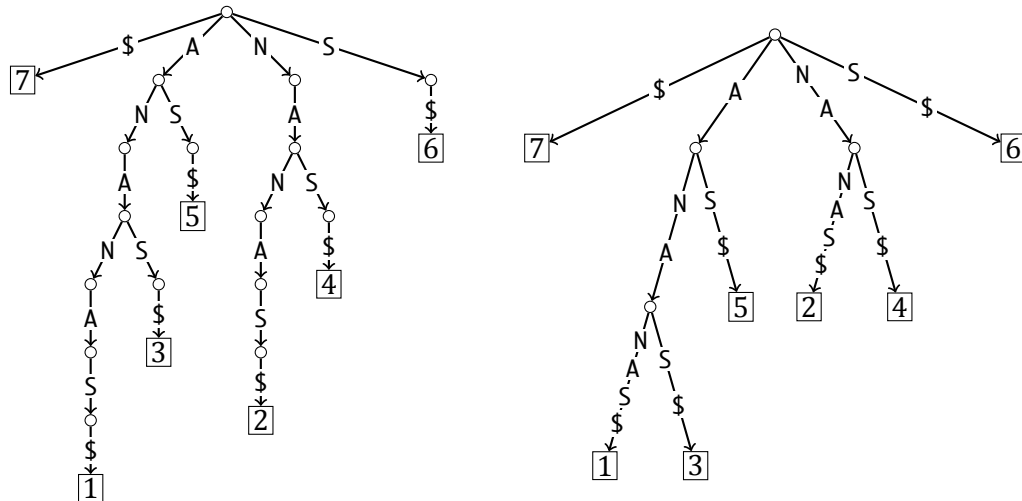 $ A N S
7
N S A $
6
A $ N S
5
N S A $
4
A $ S
3
S $
2
$
1
N S
$ A A $
7 6
N S N S
A S
A $ $ $
5 2 4
N S
A
S $
$
1 3